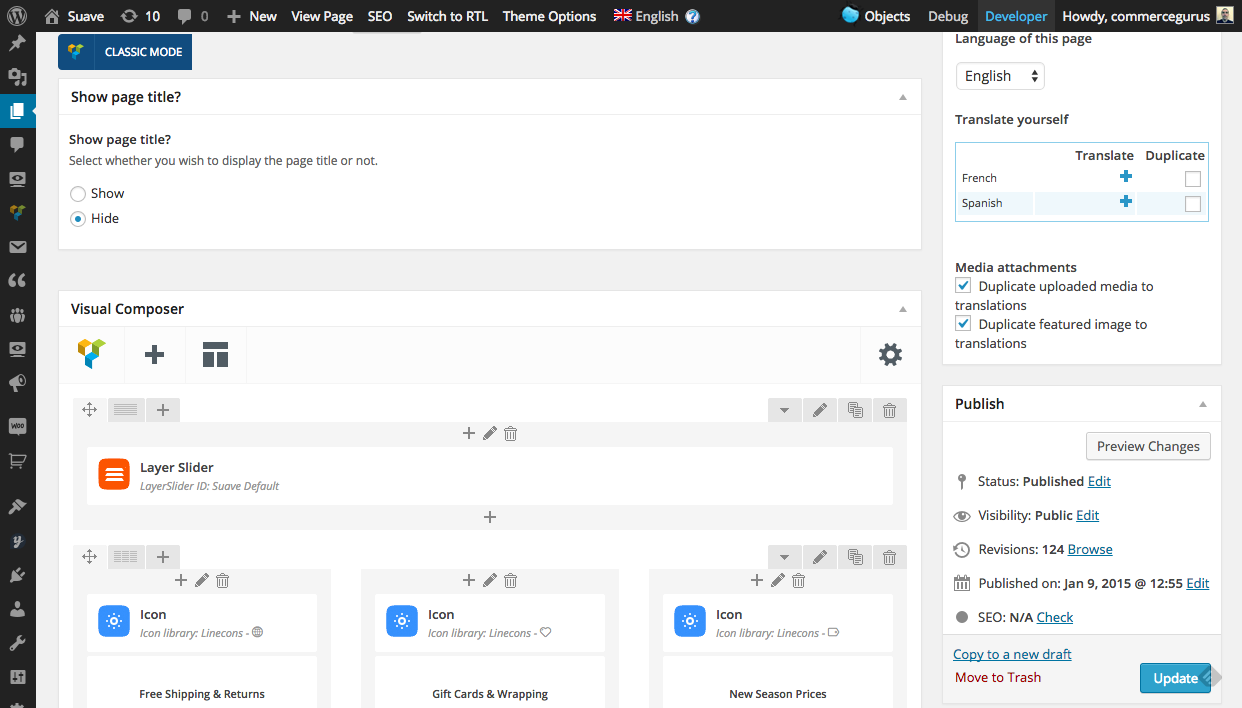 Suave 10 0 New View Page SEO Switch to RTL Theme Options English ? Objects Debug Developer Howdy, commercegurus
CLASSIC MODE
Show page title?
Show page title?
Select whether you wish to display the page title or not.
Show
Hide
Visual Composer
Layer Slider
LayerSlider ID: Suave Default
Icon
Icon library: Linecons -
Icon
Icon library: Linecons -
Icon
Icon library: Linecons -
Free Shipping & Returns
Gift Cards & Wrapping
New Season Prices
WOO
Language of this page
English
Translate yourself
Translate Duplicate
French
Spanish
Media attachments
Duplicate uploaded media to
translations
Duplicate featured image to
translations
Publish
Preview Changes
Status: Published Edit
Visibility: Public Edit
Revisions: 124 Browse
Published on: Jan 9, 2015 @ 12:55 Edit
SEO: N/A Check
Copy to a new draft
Move to Trash
Update